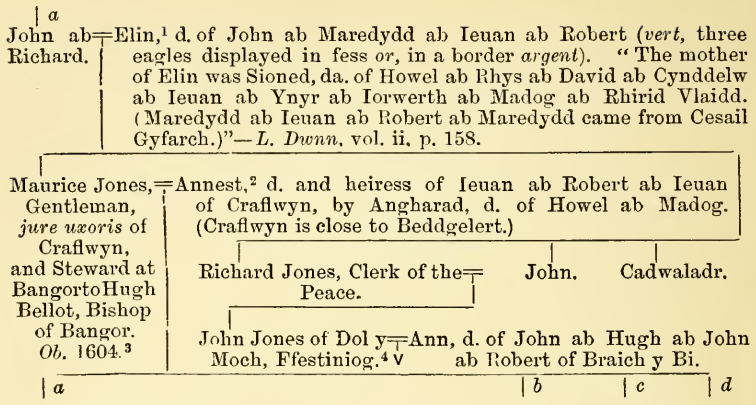 a
John ab=Elin,¹ d. of John ab Maredydd ab Ieuan ab Robert (vert, three
Richard. eagles displayed in fess or, in a border argent). "The mother
of Elin was Sioned, da. of Howel ab Rhys ab David ab Cynddelw
ab Ieuan ab Ynyr ab Iorwerth ab Madog ab Rhirid Vlaidd.
(Maredydd ab Ieuan ab Robert ab Maredydd came from Cesail
Gyfarch.)"—L. Dwnn, vol. ii, p. 158.
Maurice Jones,=Annest,² d. and heiress of Ieuan ab Robert ab Ieuan
Gentleman, of Craflwyn, by Angharad, d. of Howel ab Madog.
jure uxoris of (Craflwyn is close to Beddgelert.)
Craflwyn,
and Steward at Richard Jones, Clerk of the= John. Cadwaladr.
Bangor to Hugh Peace.
Bellot, Bishop
of Bangor. John Jones of Dol y=Ann, d. of John ab Hugh ab John
Ob. 1604.³ Moch, Ffestiniog.⁴ v ab Robert of Braich y Bi.
a b c d